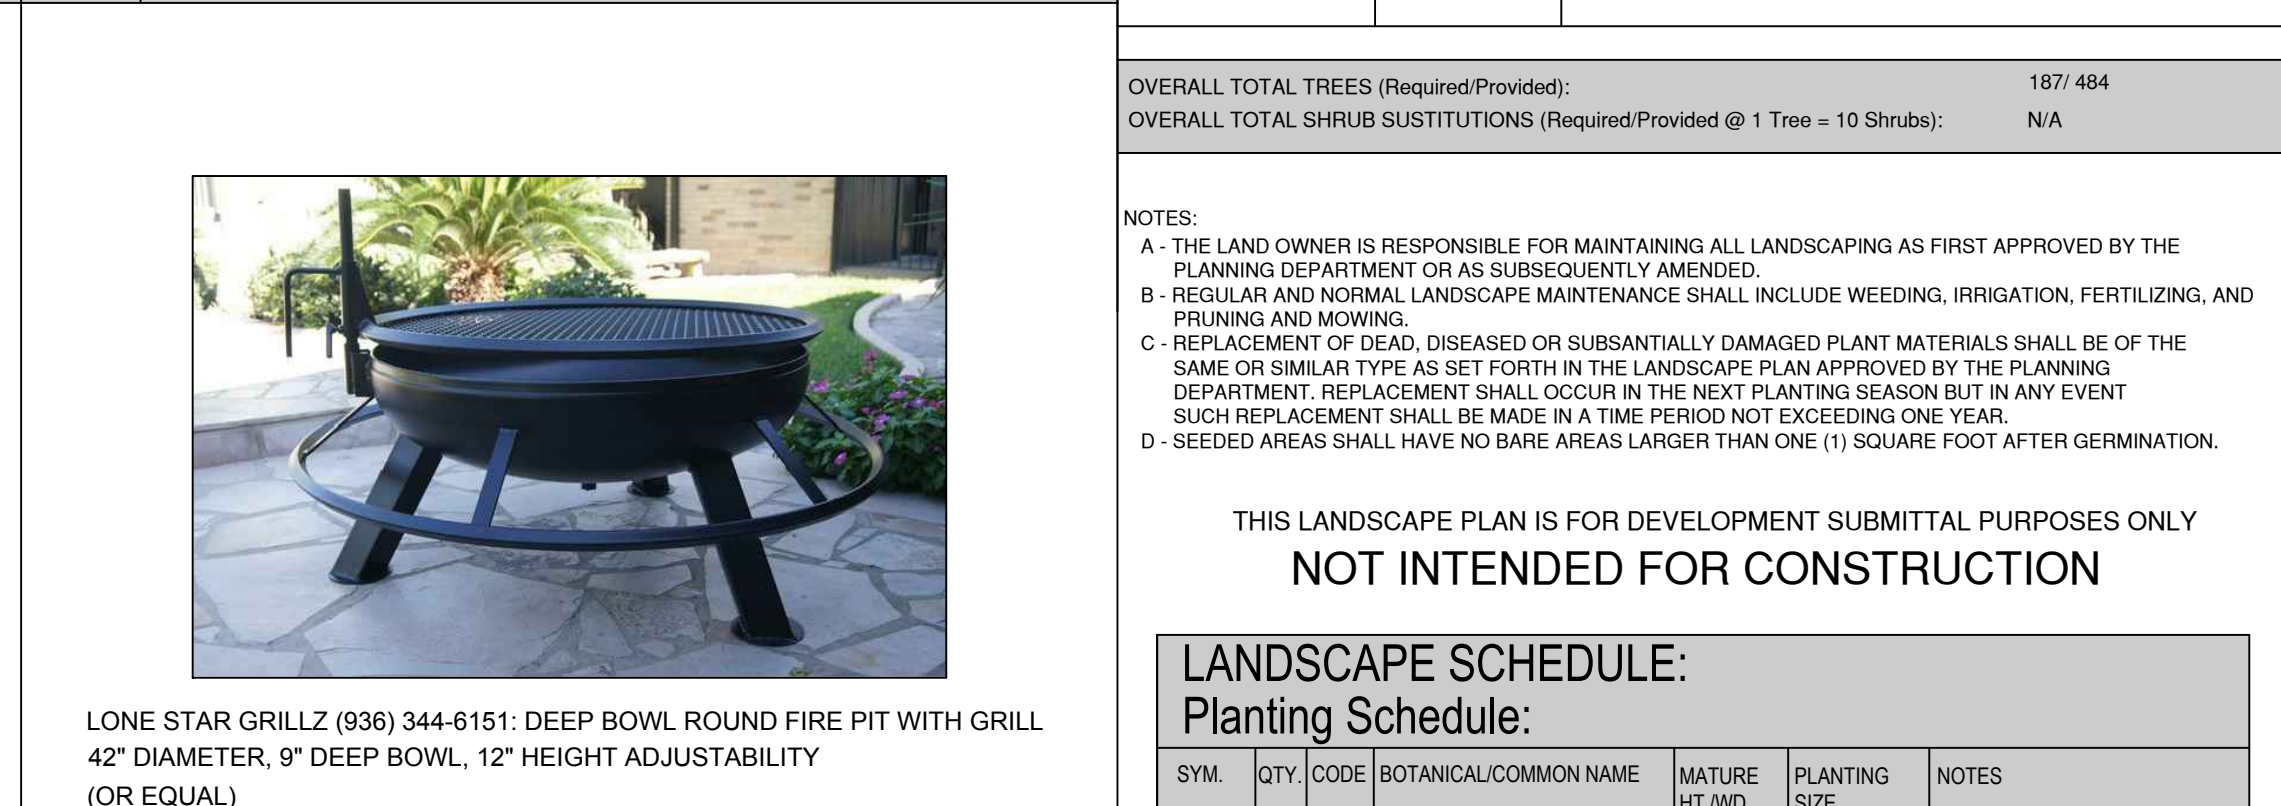 OVERALL TOTAL TREES (Required/Provided): 187/ 484
OVERALL TOTAL SHRUB SUSTITUTIONS (Required/Provided @ 1 Tree = 10 Shrubs): N/A
NOTES:
A - THE LAND OWNER IS RESPONSIBLE FOR MAINTAINING ALL LANDSCAPING AS FIRST APPROVED BY THE
PLANNING DEPARTMENT OR AS SUBSEQUENTLY AMENDED.
B - REGULAR AND NORMAL LANDSCAPE MAINTENANCE SHALL INCLUDE WEEDING, IRRIGATION, FERTILIZING, AND
PRUNING AND MOWING.
C - REPLACEMENT OF DEAD, DISEASED OR SUBSANTIALLY DAMAGED PLANT MATERIALS SHALL BE OF THE
SAME OR SIMILAR TYPE AS SET FORTH IN THE LANDSCAPE PLAN APPROVED BY THE PLANNING
DEPARTMENT. REPLACEMENT SHALL OCCUR IN THE NEXT PLANTING SEASON BUT IN ANY EVENT
SUCH REPLACEMENT SHALL BE MADE IN A TIME PERIOD NOT EXCEEDING ONE YEAR.
D - SEEDED AREAS SHALL HAVE NO BARE AREAS LARGER THAN ONE (1) SQUARE FOOT AFTER GERMINATION.
THIS LANDSCAPE PLAN IS FOR DEVELOPMENT SUBMITTAL PURPOSES ONLY
NOT INTENDED FOR CONSTRUCTION
LONE STAR GRILLZ (936) 344-6151: DEEP BOWL ROUND FIRE PIT WITH GRILL
42" DIAMETER, 9" DEEP BOWL, 12" HEIGHT ADJUSTABILITY
(OR EQUAL)
LANDSCAPE SCHEDULE:
Planting Schedule:
SYM. QTY. CODE BOTANICAL/COMMON NAME MATURE PLANTING NOTES
HT./WD. SIZE